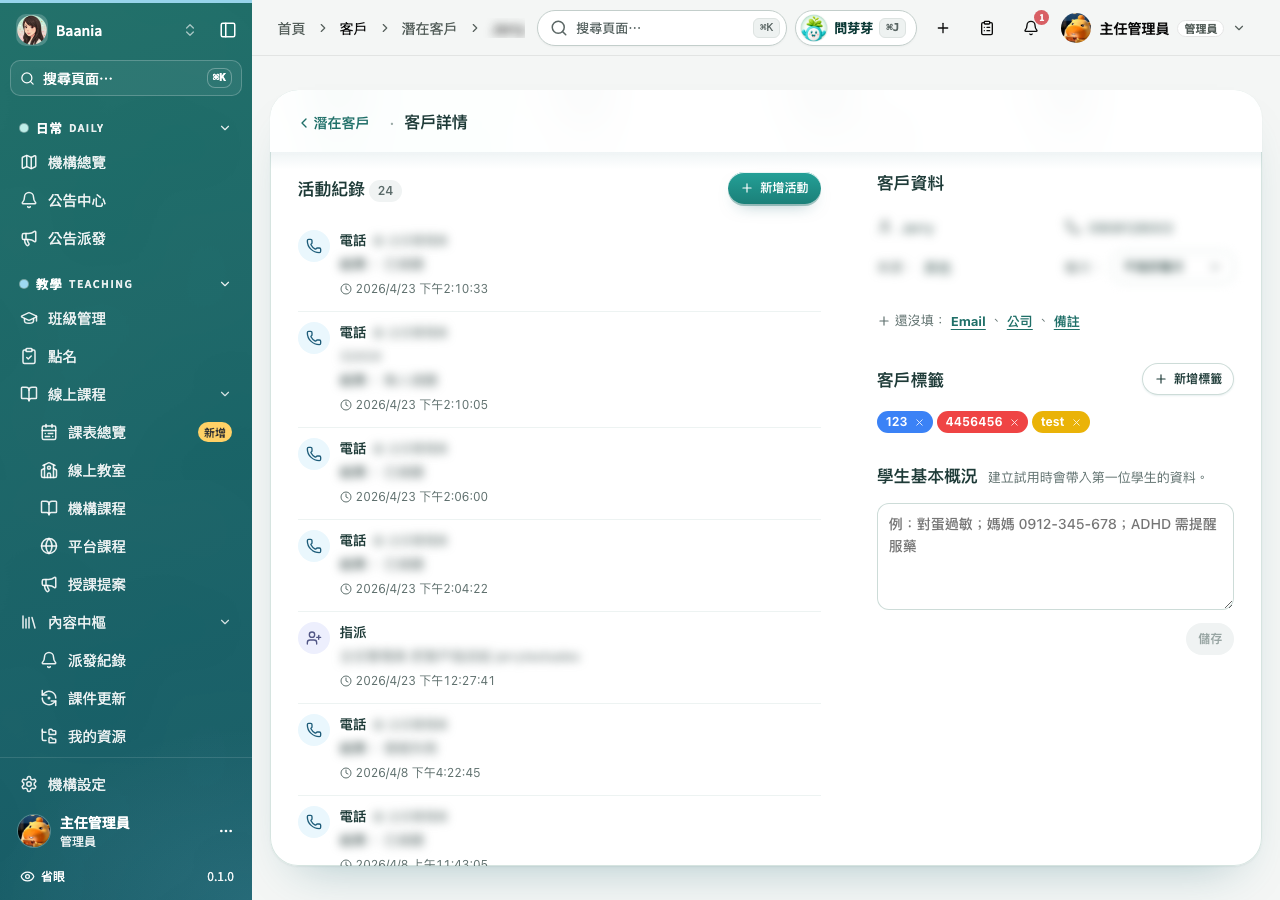 Baania
搜尋頁面… ⌘K
日常 DAILY
機構總覽
公告中心
公告派發
教學 TEACHING
班級管理
點名
線上課程
課表總覽 新增
線上教室
機構課程
平台課程
授課提案
內容中樞
派發紀錄
課件更新
我的資源
機構設定
主任管理員
管理員
省眼 0.1.0
首頁 客戶 潛在客戶
搜尋頁面… ⌘K
問芽芽 ⌘J
1
主任管理員 管理員
潛在客戶 · 客戶詳情
活動紀錄 24
新增活動
電話
2026/4/23 下午2:10:33
電話
2026/4/23 下午2:10:05
電話
2026/4/23 下午2:06:00
電話
2026/4/23 下午2:04:22
指派
2026/4/23 下午12:27:41
電話
2026/4/8 下午4:22:45
電話
2026/4/8 上午11:43:05
客戶資料
還沒填： Email 、 公司 、 備註
客戶標籤
新增標籤
123 × 4456456 × test ×
學生基本概況 建立試用時會帶入第一位學生的資料。
例：對蛋過敏；媽媽 0912-345-678；ADHD 需提醒
服藥
儲存